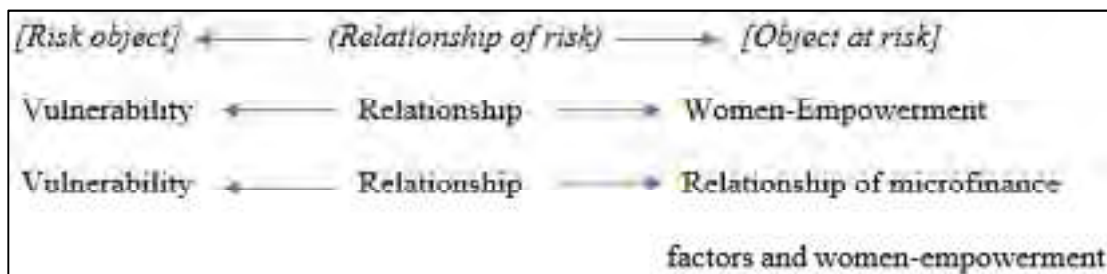 [Risk object] (Relationship of risk) [Object at risk]
Vulnerability Relationship Women-Empowerment
Vulnerability Relationship Relationship of microfinance
factors and women-empowerment